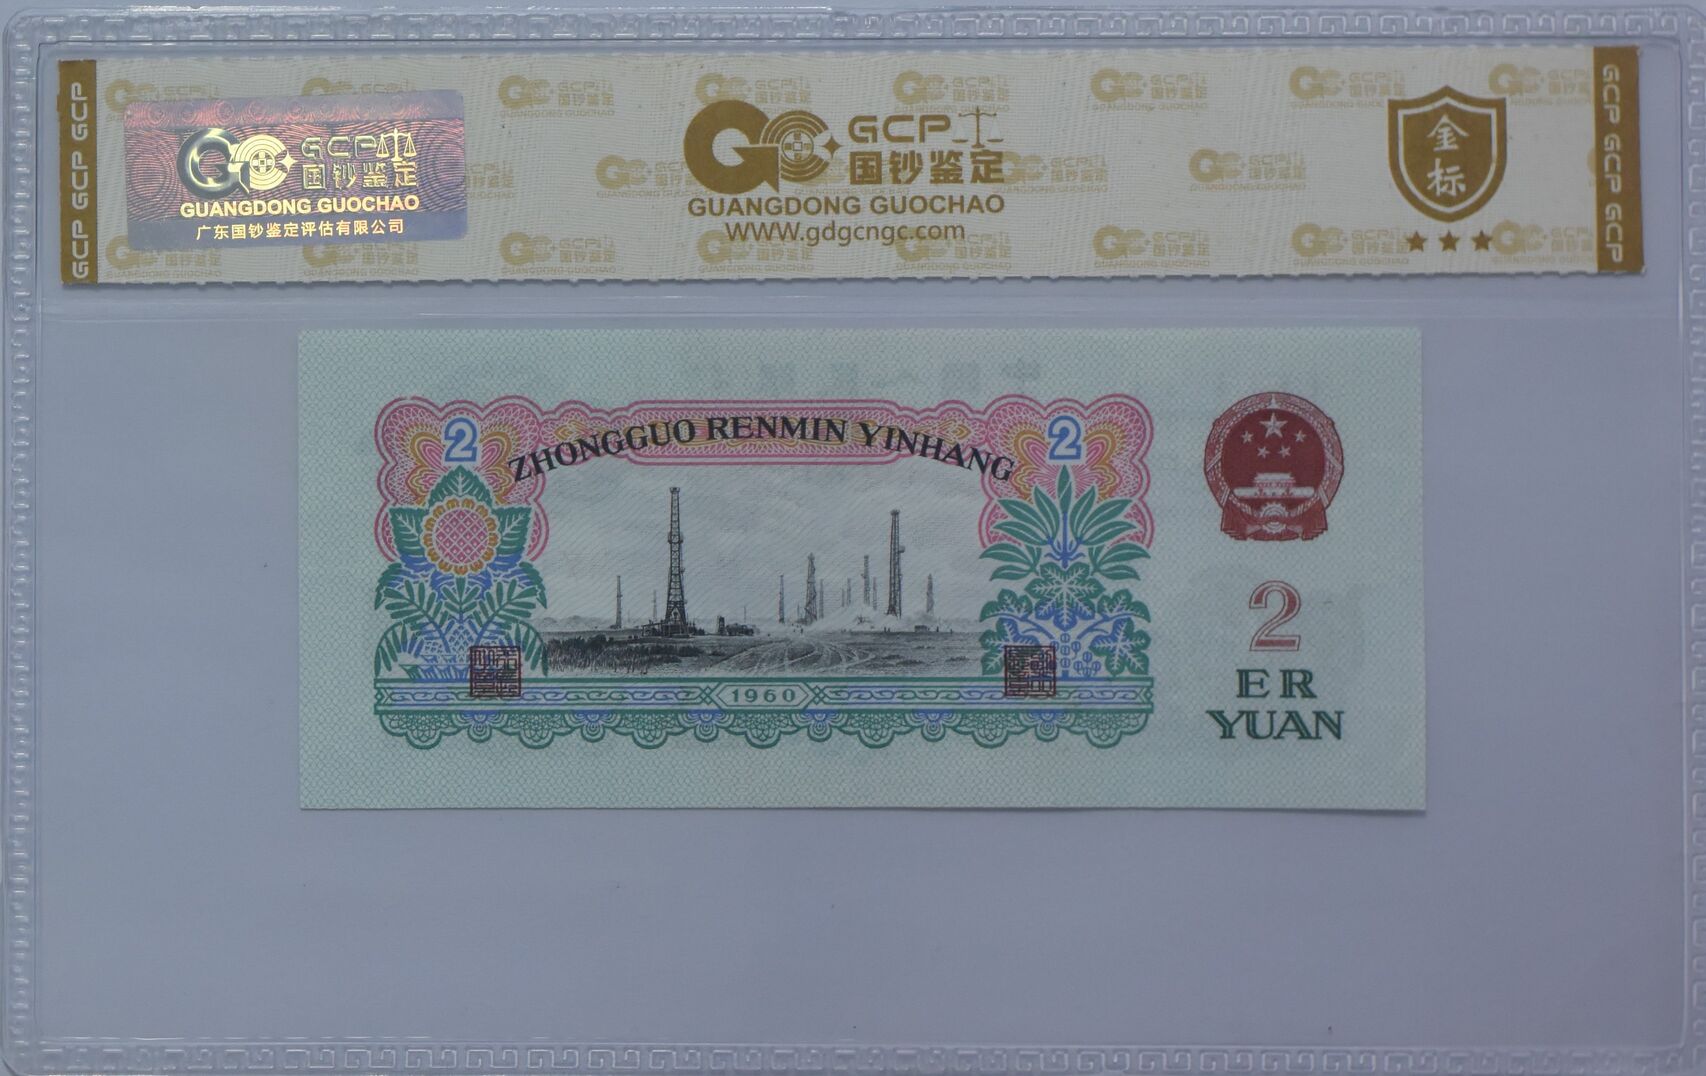 GCP GCP GCP
GCP
国钞鉴定
GUANGDONG GUOCHAO
广东国钞鉴定评估有限公司
GCP
国钞鉴定
GUANGDONG GUOCHAO
WWW.gdgcngc.com
金
标
GCP GCP GCP
ZHONGGUO RENMIN YINHANG
2
2
1960
2
ER
YUAN